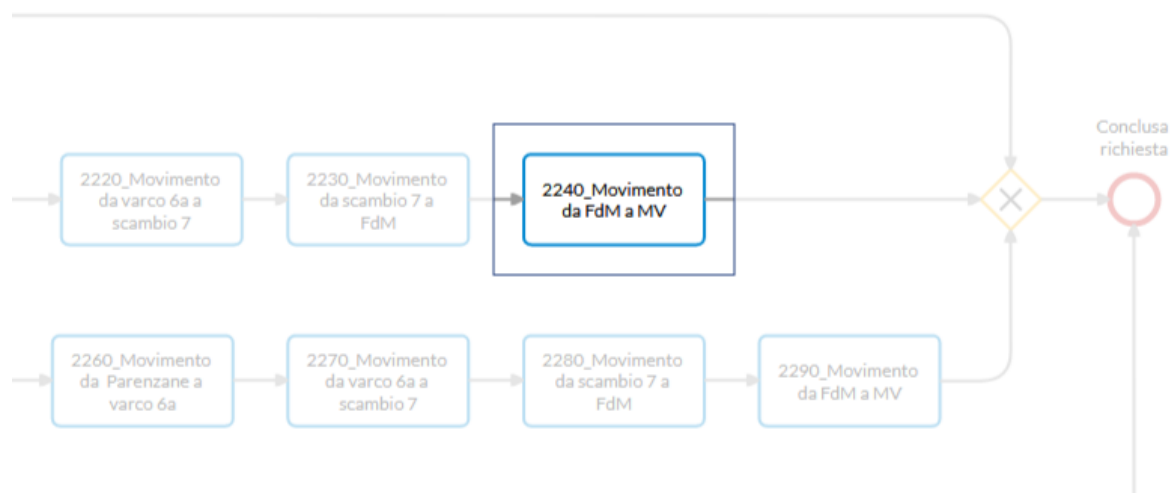 Conclusa
richiesta
2220_Movimento
da varco 6a a
scambio 7
2230_Movimento
da scambio 7 a
FdM
2240_Movimento
da FdM a MV
2260_Movimento
da Parenzane a
varco 6a
2270_Movimento
da varco 6a a
scambio 7
2280_Movimento
da scambio 7 a
FdM
2290_Movimento
da FdM a MV